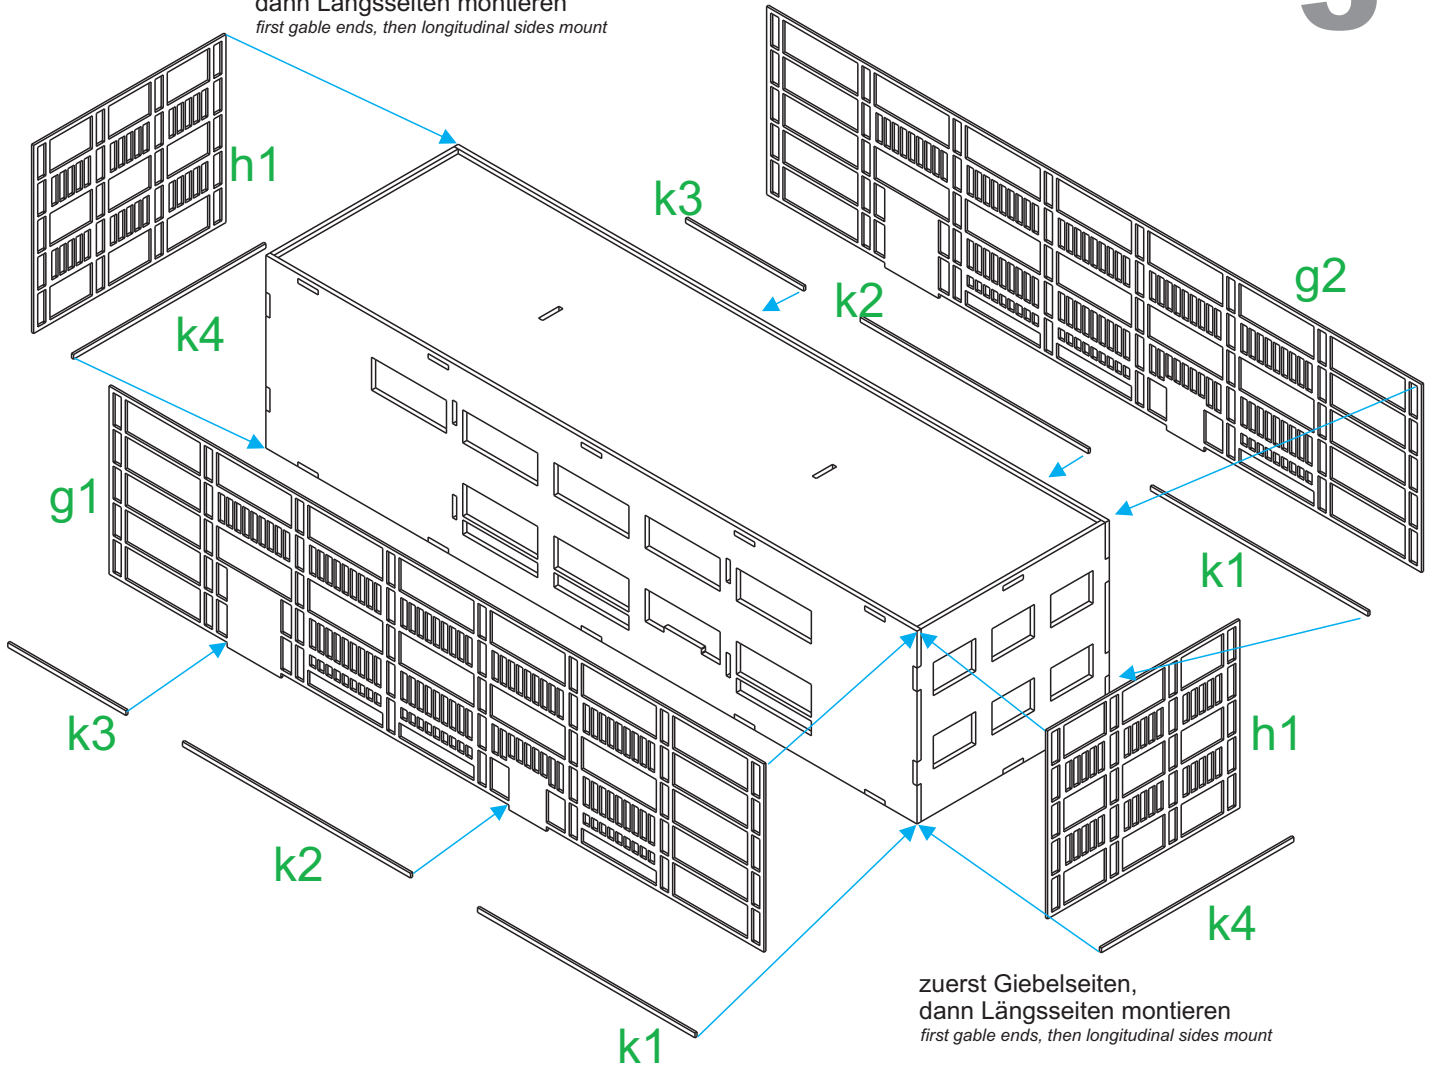 dann Längsseiten montieren
first gable ends, then longitudinal sides mount
h1
k3
k2
g2
k4
g1
k1
k3
h1
k2
k4
zuerst Giebelseiten,
dann Längsseiten montieren
first gable ends, then longitudinal sides mount
k1